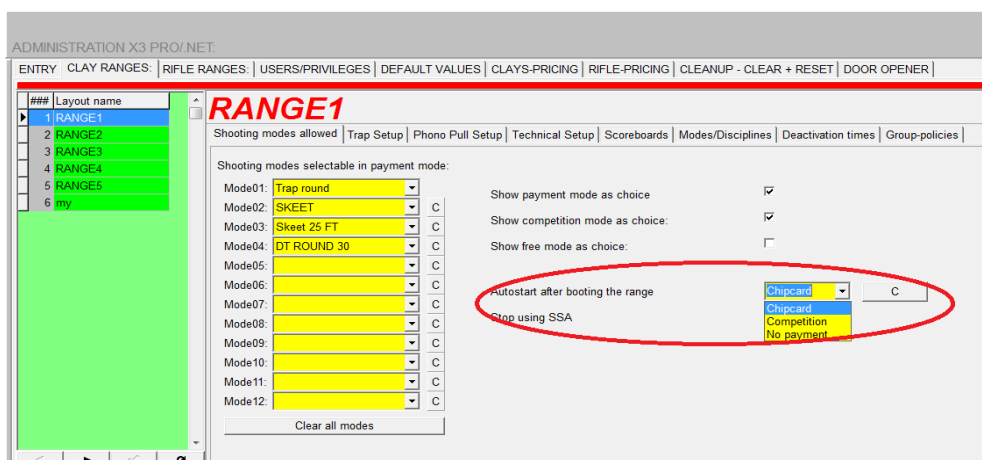 ADMINISTRATION X3 PRO/.NET:
ENTRY CLAY RANGES: RIFLE RANGES: USERS/PRIVILEGES DEFAULT VALUES CLAYS-PRICING RIFLE-PRICING CLEANUP - CLEAR + RESET DOOR OPENER
### Layout name
1 RANGE1
2 RANGE2
3 RANGE3
4 RANGE4
5 RANGE5
6 my
RANGE1
Shooting modes allowed Trap Setup Phono Pull Setup Technical Setup Scoreboards Modes/Disciplines Deactivation times Group-policies
Shooting modes selectable in payment mode:
Mode01: Trap round
Mode02: SKEET C
Mode03: Skeet 25 FT C
Mode04: DT ROUND 30 C
Mode05: C
Mode06: C
Mode07: C
Mode08: C
Mode09: C
Mode10: C
Mode11: C
Mode12: C
Clear all modes
Show payment mode as choice
Show competition mode as choice:
Show free mode as choice:
Autostart after booting the range Chipcard C
Stop using SSA
Chipcard
Competition
No payment